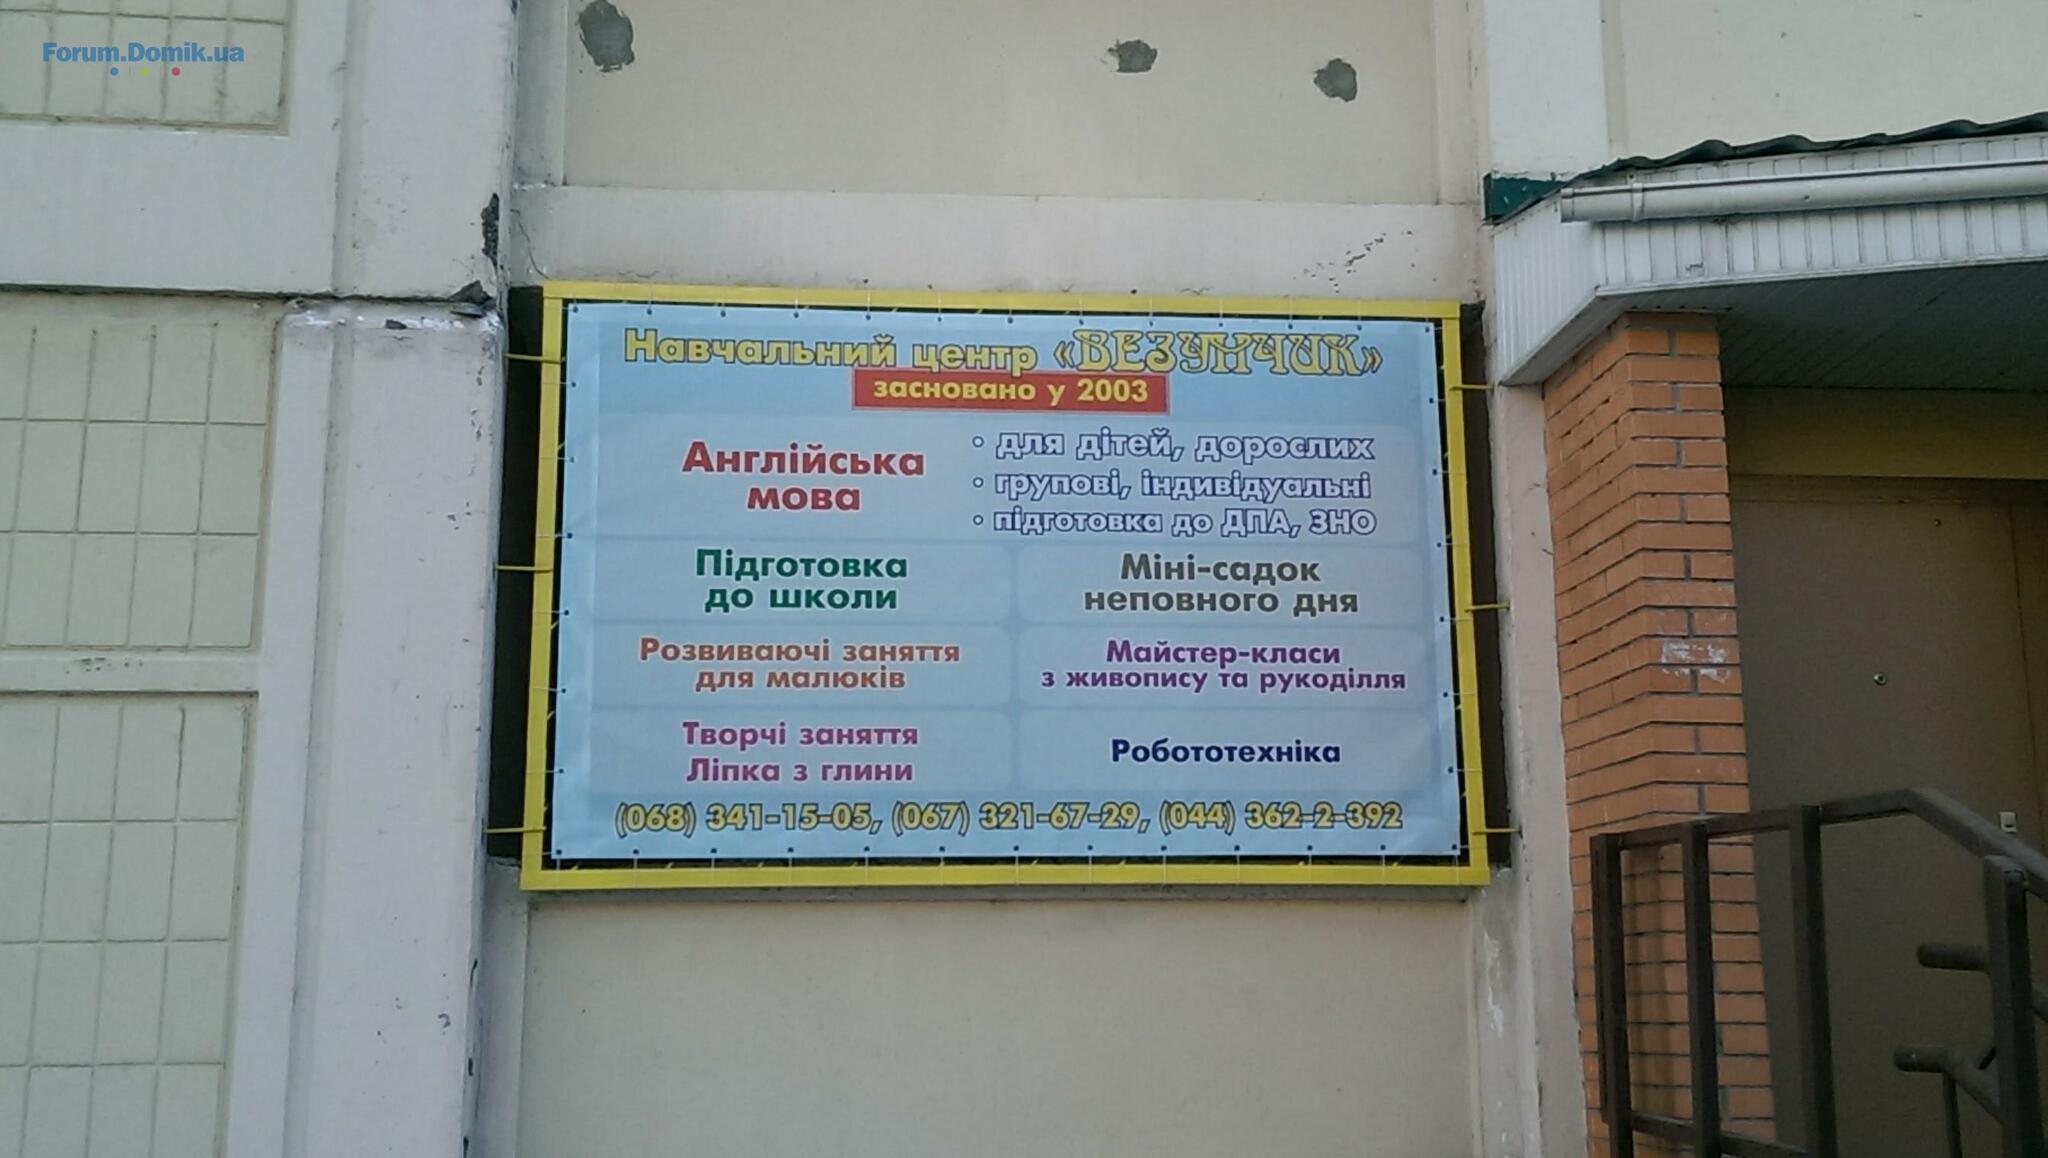 Forum.Domik.ua
Навчальний центр «ВЕЗУНЧИК»
засновано у 2003
Англійська
мова
• для дітей, дорослих
• групові, індивідуальні
• підготовка до ДПА, ЗНО
Підготовка
до школи
Міні-садок
неповного дня
Розвиваючі заняття
для малюків
Майстер-класи
з живопису та рукоділля
Творчі заняття
Ліпка з глини
Робототехніка
(068) 341-15-05, (067) 321-67-29, (044) 362-2-392